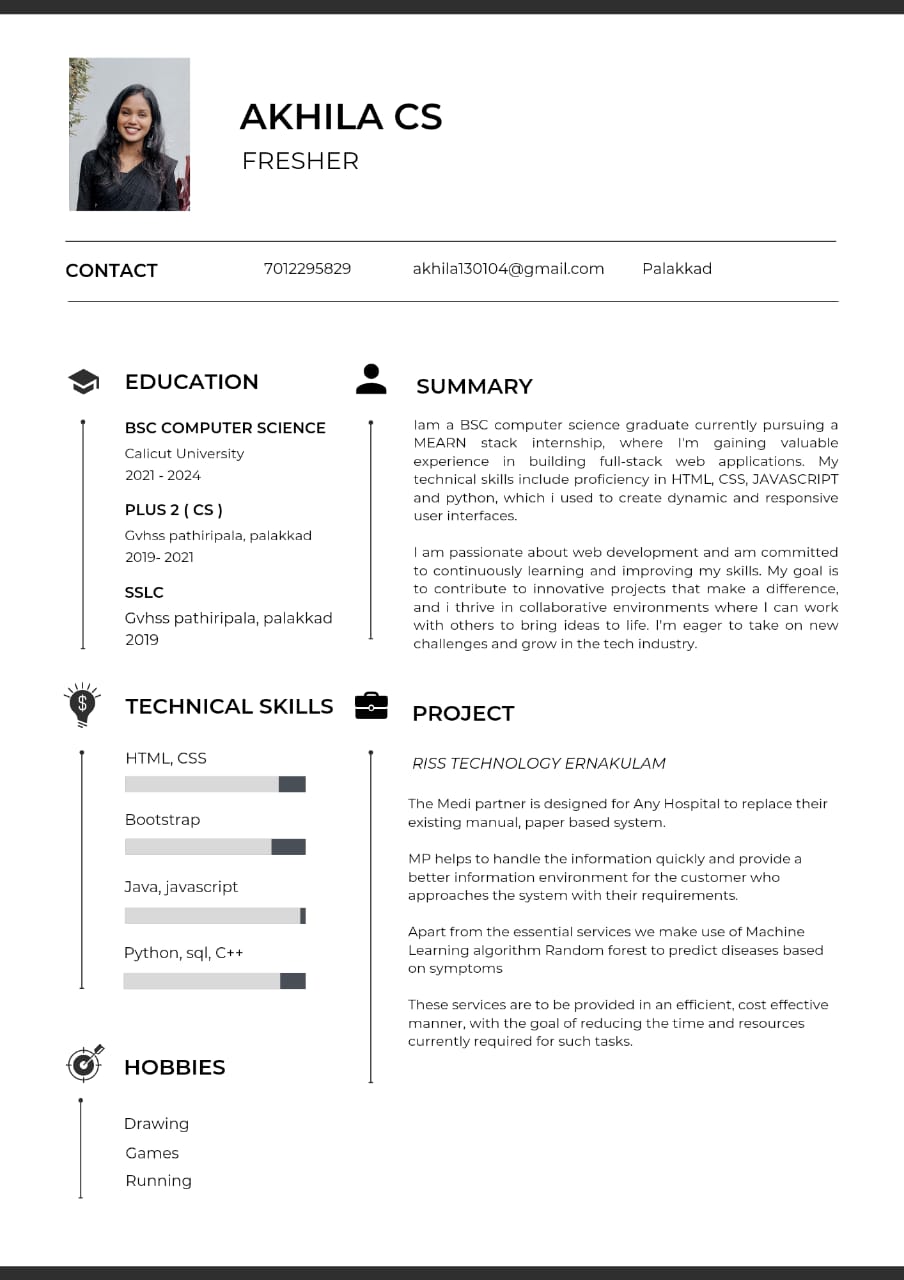 AKHILA CS
FRESHER
CONTACT
7012295829
akhila130104@gmail.com
Palakkad
EDUCATION
BSC COMPUTER SCIENCE
Calicut University
2021 - 2024
PLUS 2 ( CS )
Gvhss pathiripala, palakkad
2019- 2021
SSLC
Gvhss pathiripala, palakkad
2019
TECHNICAL SKILLS
HTML, CSS
Bootstrap
Java, javascript
Python, sql, C++
HOBBIES
Drawing
Games
Running
SUMMARY
Iam a BSC computer science graduate currently pursuing a
MEARN stack internship, where I'm gaining valuable
experience in building full-stack web applications. My
technical skills include proficiency in HTML, CSS, JAVASCRIPT
and python, which i used to create dynamic and responsive
user interfaces.
I am passionate about web development and am committed
to continuously learning and improving my skills. My goal is
to contribute to innovative projects that make a difference,
and i thrive in collaborative environments where I can work
with others to bring ideas to life. I'm eager to take on new
challenges and grow in the tech industry.
PROJECT
RISS TECHNOLOGY ERNAKULAM
The Medi partner is designed for Any Hospital to replace their
existing manual, paper based system.
MP helps to handle the information quickly and provide a
better information environment for the customer who
approaches the system with their requirements.
Apart from the essential services we make use of Machine
Learning algorithm Random forest to predict diseases based
on symptoms
These services are to be provided in an efficient, cost effective
manner, with the goal of reducing the time and resources
currently required for such tasks.